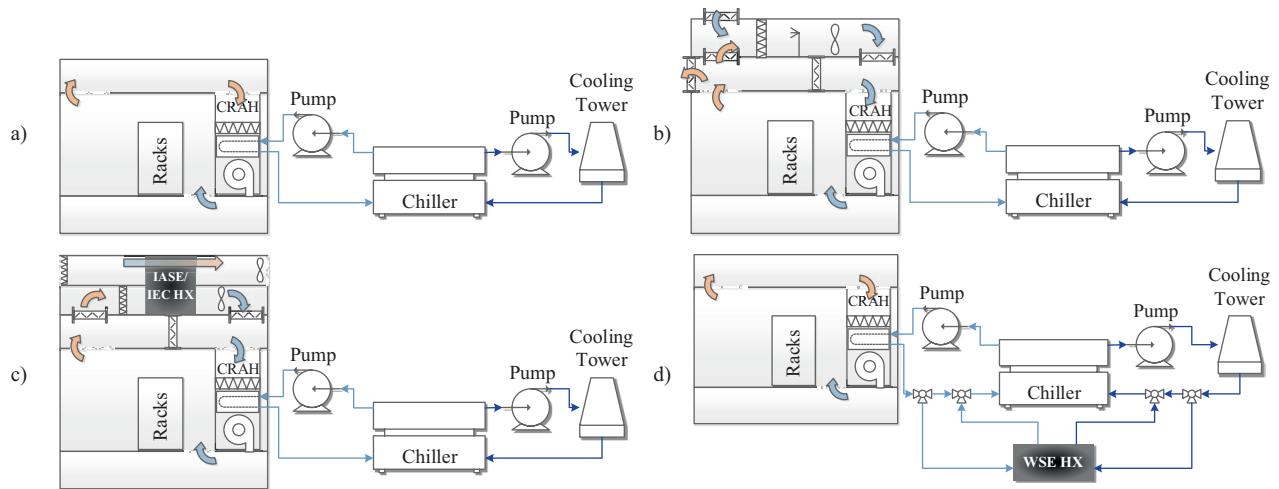 a)
Racks
CRAH
Pump
Chiller
Pump
Cooling
Tower
b)
Racks
CRAH
Pump
Chiller
Pump
Cooling
Tower
c)
IASE/
IEC HX
Racks
CRAH
Pump
Chiller
Pump
Cooling
Tower
d)
Racks
CRAH
Pump
Chiller
Pump
Cooling
Tower
WSE HX